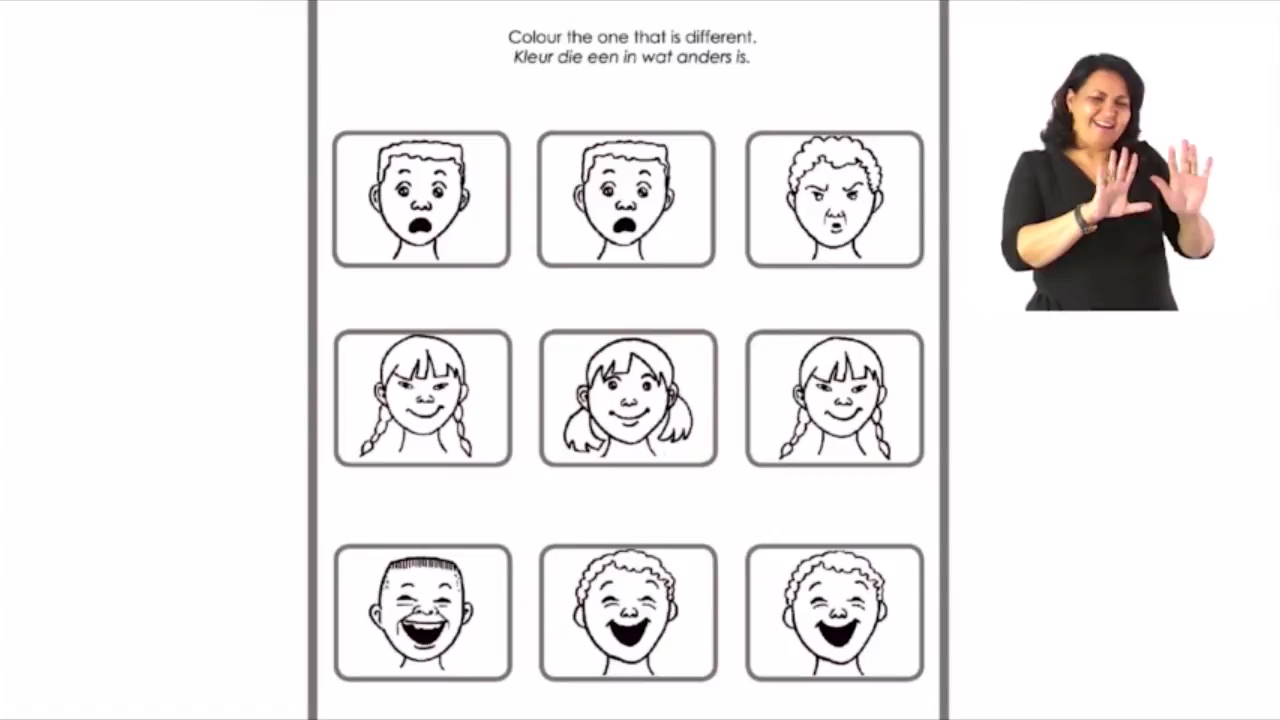 Colour the one that is different.
Kleur die een in wat anders is.